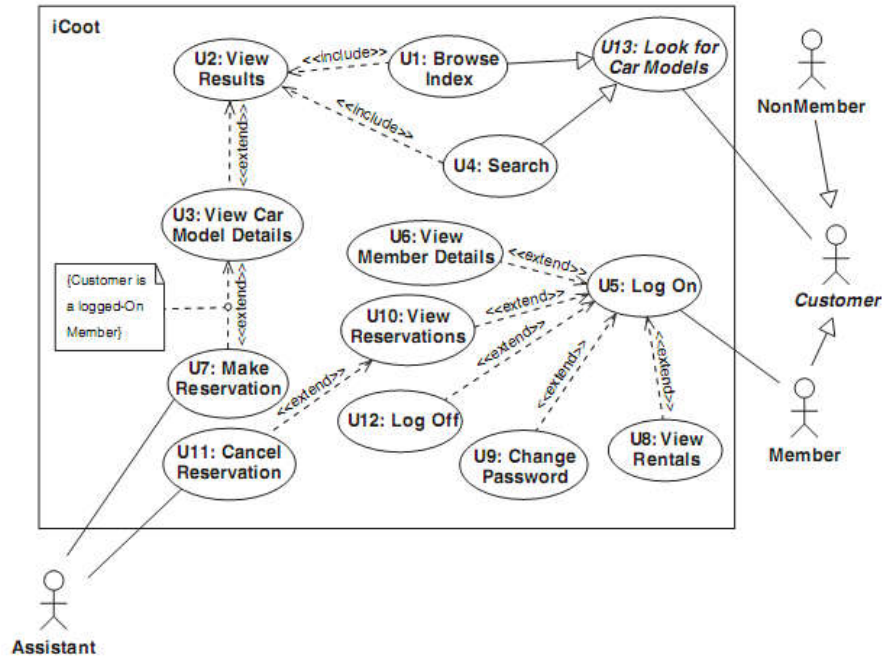 iCoot
U2: View
Results
<<include>>
U1: Browse
Index
U13: Look for
Car Models
NonMember
<<include>>
<<extend>>
U4: Search
U3: View Car
Model Details
U6: View
Member Details
<<extend>>
U5: Log On
Customer
{Customer is
a logged-On
Member}
<<extend>>
U10: View
Reservations
<<extend>>
<<extend>>
U7: Make
Reservation
<<extend>>
U12: Log Off
<<extend>>
<<extend>>
U11: Cancel
Reservation
U9: Change
Password
U8: View
Rentals
Member
Assistant